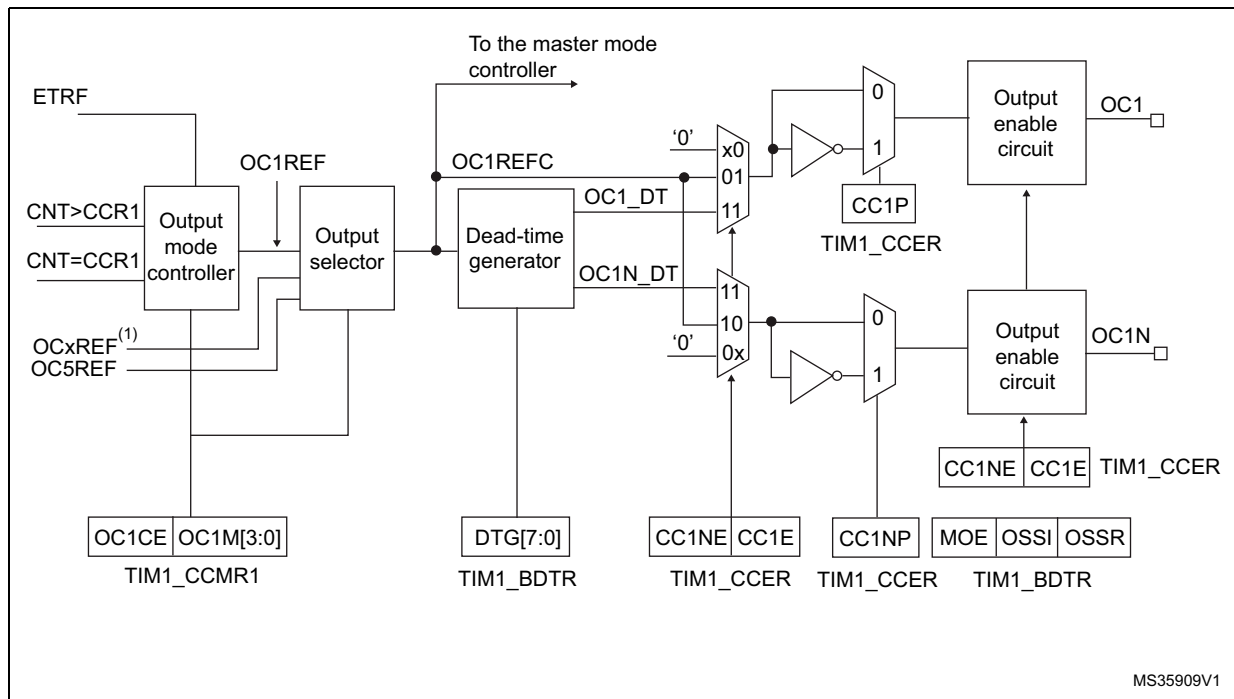 To the master mode
controller
ETRF
OC1REF
OC1REFC
CNT>CCR1
CNT=CCR1
Output
mode
controller
Output
selector
OCxREF(1)
OC5REF
Dead-time
generator
OC1_DT
OC1N_DT
'0'
x0
01
11
11
10
0x
'0'
0
1
CC1P
TIM1_CCER
0
1
Output
enable
circuit
OC1
Output
enable
circuit
OC1N
CC1NE CC1E TIM1_CCER
OC1CE OC1M[3:0]
TIM1_CCMR1
DTG[7:0]
TIM1_BDTR
CC1NE CC1E
TIM1_CCER
CC1NP
TIM1_CCER
MOE OSSI OSSR
TIM1_BDTR
MS35909V1